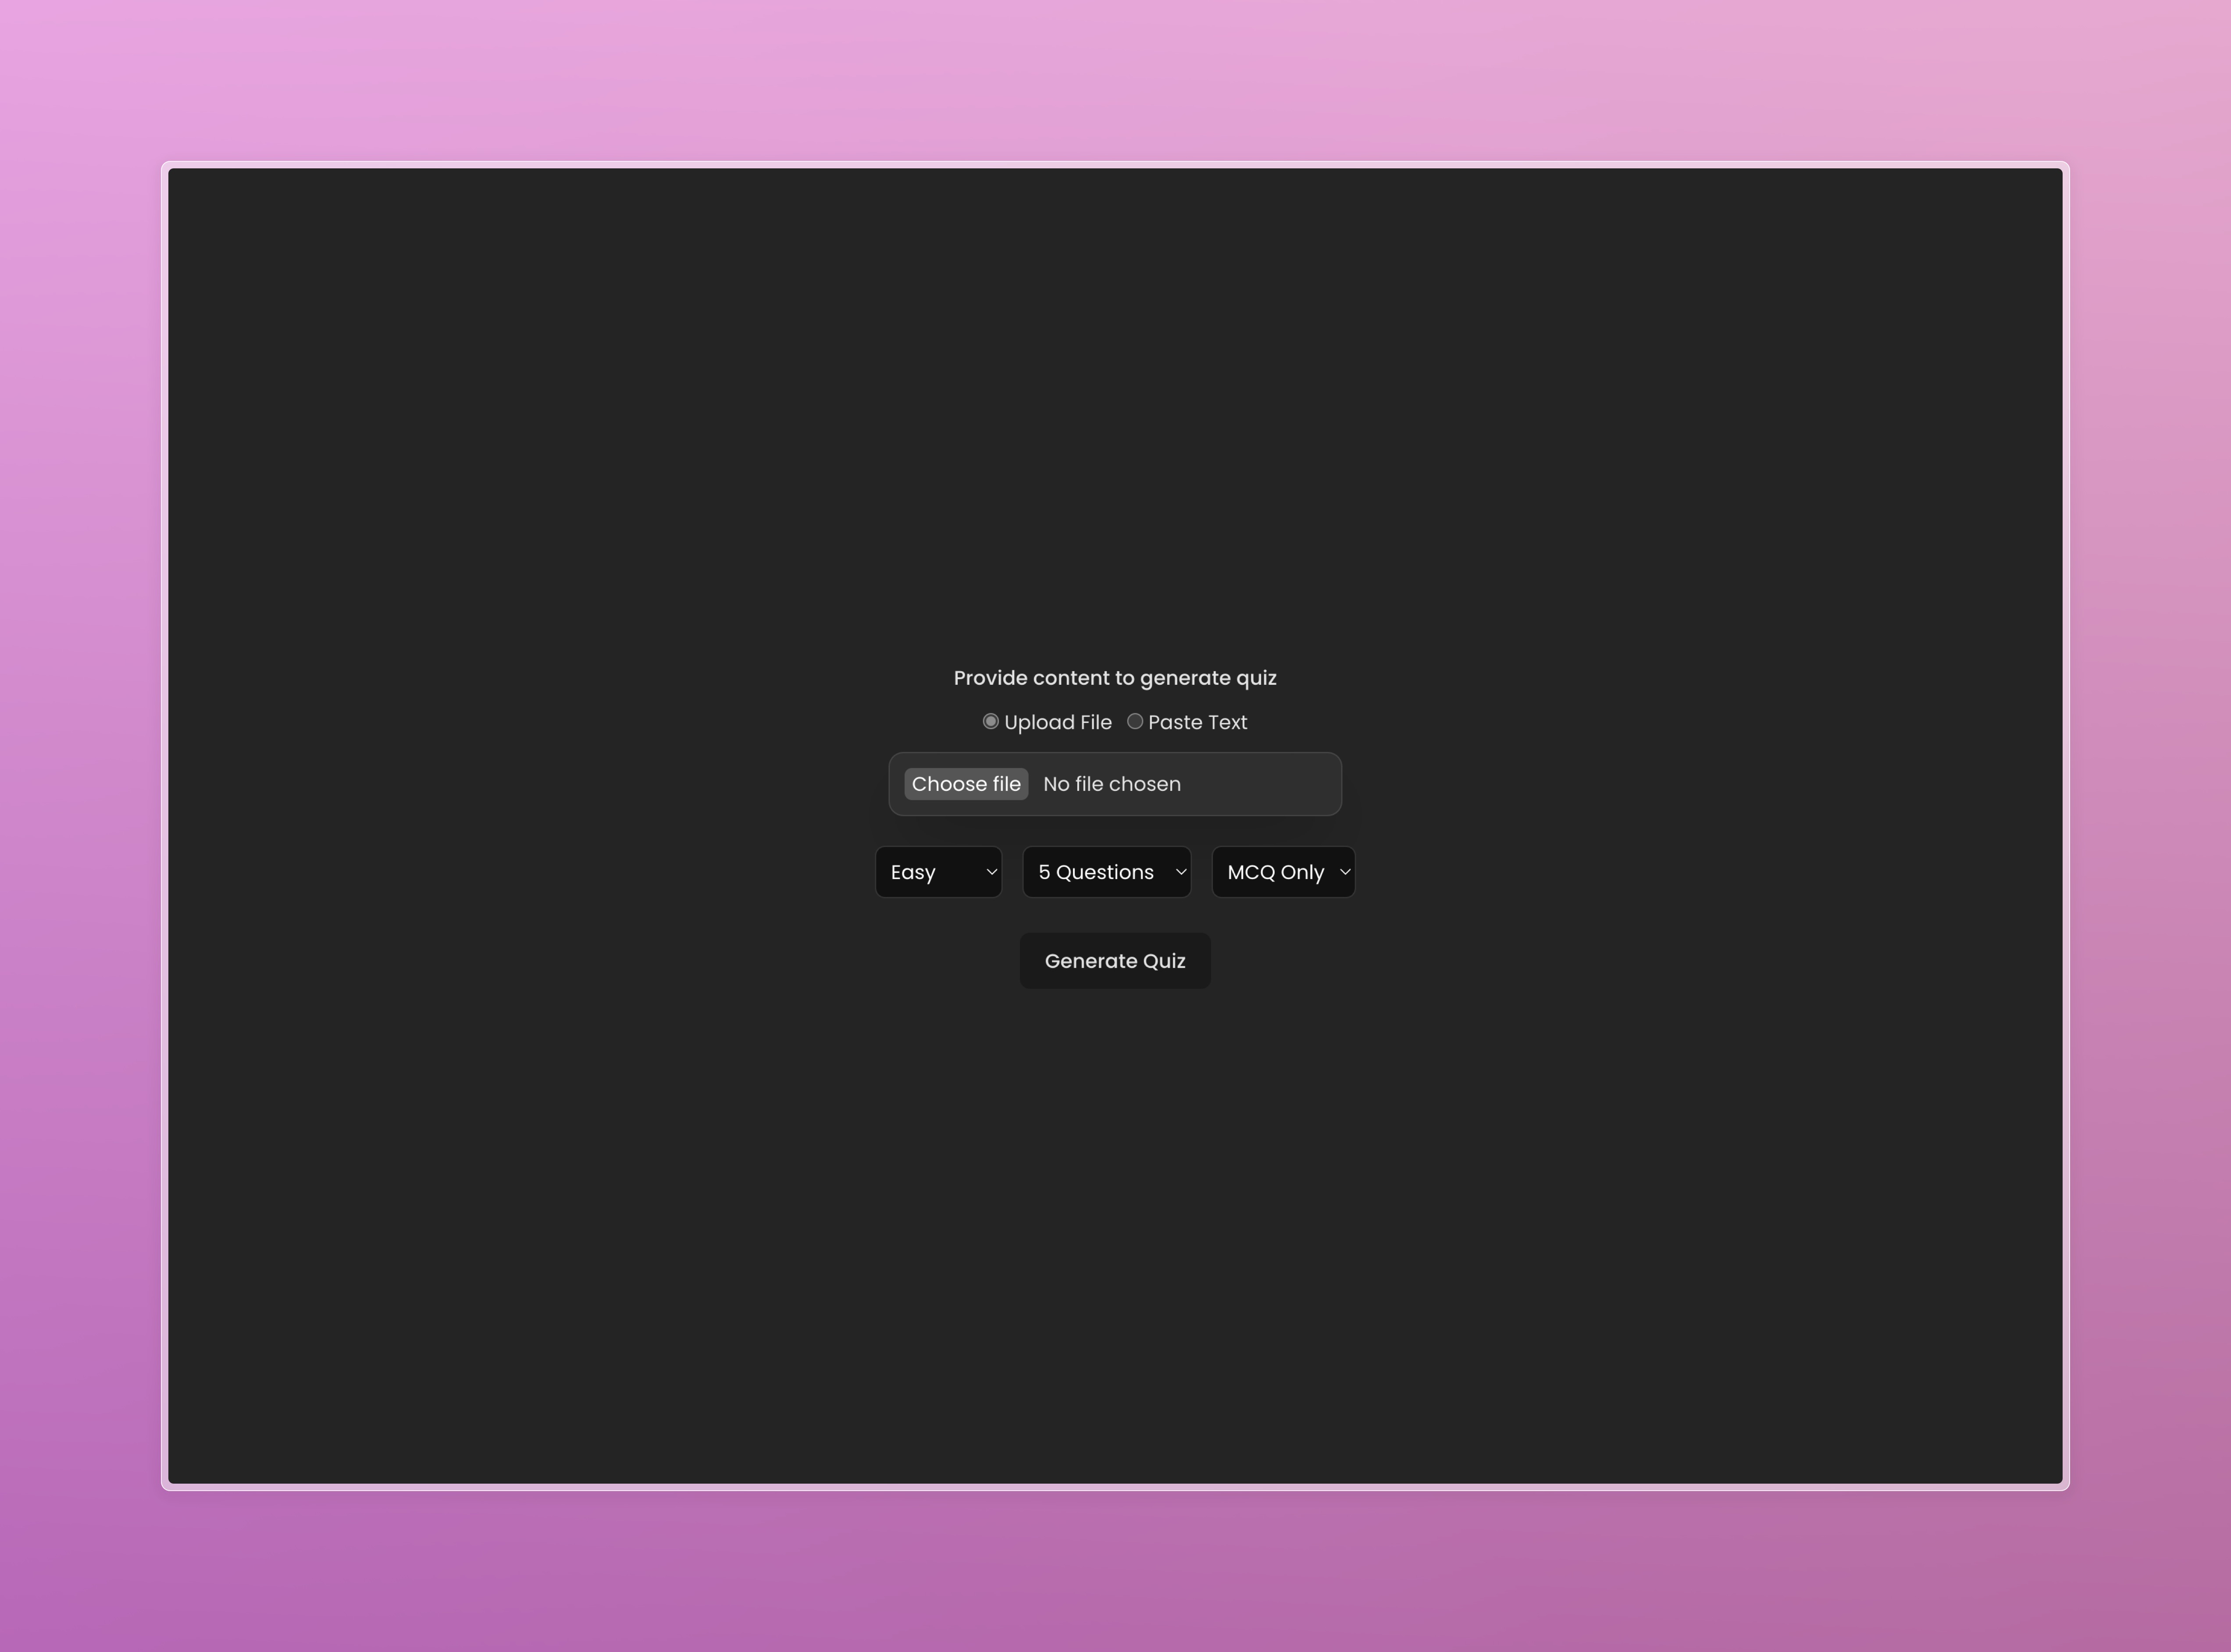 Provide content to generate quiz
Upload File Paste Text
Choose file No file chosen
Easy 5 Questions MCQ Only
Generate Quiz